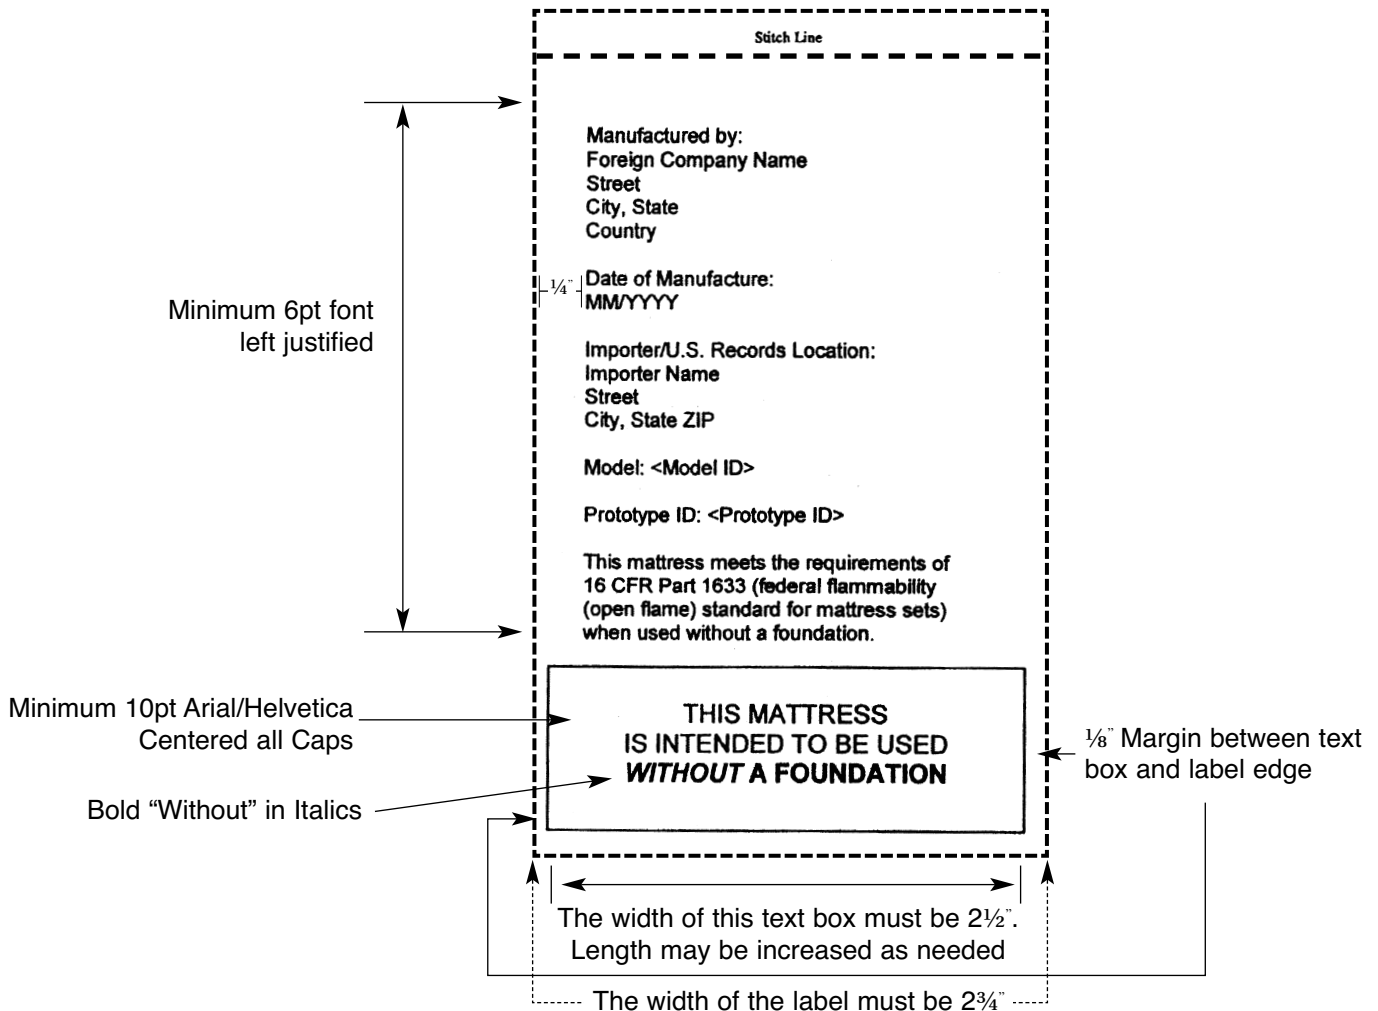 Stitch Line
Manufactured by:
Foreign Company Name
Street
City, State
Country
¼"
Date of Manufacture:
MM/YYYY
Minimum 6pt font
left justified
Importer/U.S. Records Location:
Importer Name
Street
City, State ZIP
Model: <Model ID>
Prototype ID: <Prototype ID>
This mattress meets the requirements of
16 CFR Part 1633 (federal flammability
(open flame) standard for mattress sets)
when used without a foundation.
Minimum 10pt Arial/Helvetica
Centered all Caps
THIS MATTRESS
IS INTENDED TO BE USED
WITHOUT A FOUNDATION
⅛" Margin between text
box and label edge
Bold “Without” in Italics
The width of this text box must be 2½".
Length may be increased as needed
The width of the label must be 2¾"